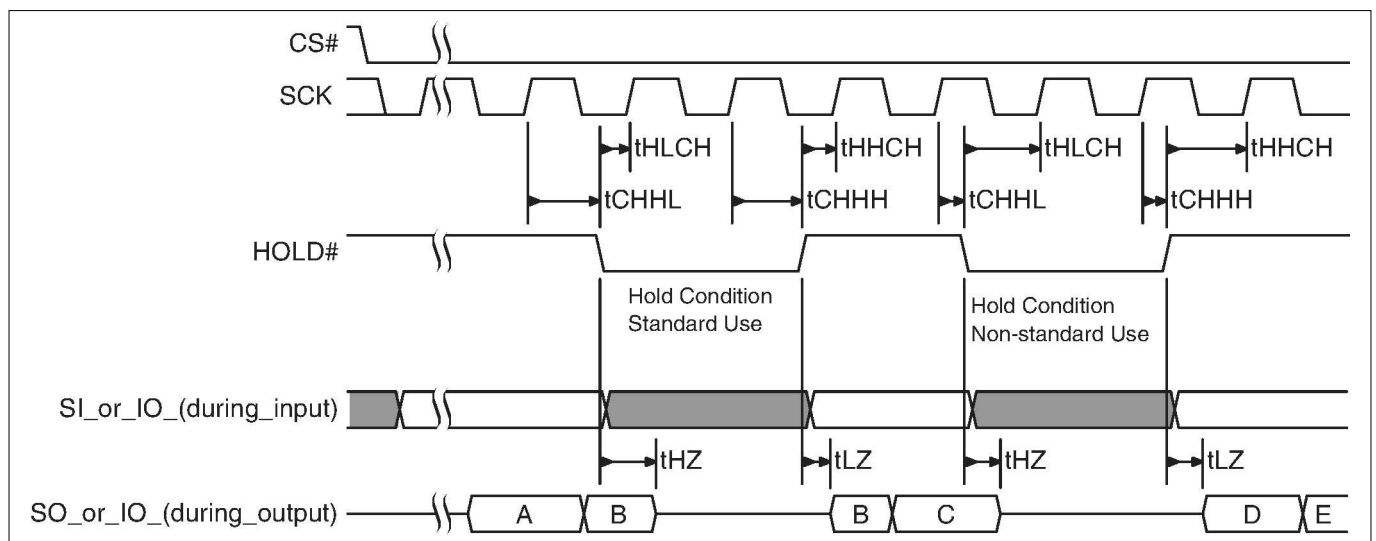 CS#
SCK
tHLCH
tHHCH
tHLCH
tHHCH
tCHHL
tCHHH
tCHHL
tCHHH
HOLD#
Hold Condition
Standard Use
Hold Condition
Non-standard Use
SI_or_IO_(during_input)
tHZ
tLZ
tHZ
tLZ
SO_or_IO_(during_output)
A
B
B
C
D
E